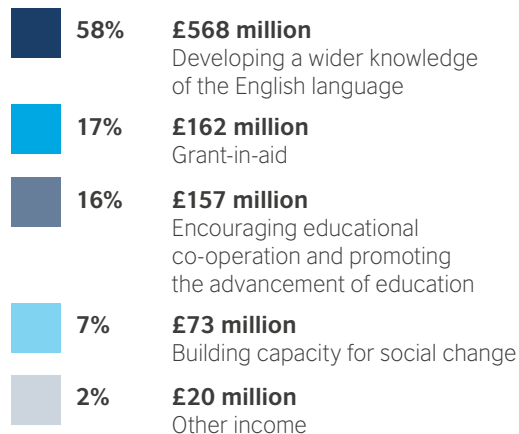 58% £568 million
Developing a wider knowledge
of the English language
17% £162 million
Grant-in-aid
16% £157 million
Encouraging educational
co-operation and promoting
the advancement of education
7% £73 million
Building capacity for social change
2% £20 million
Other income